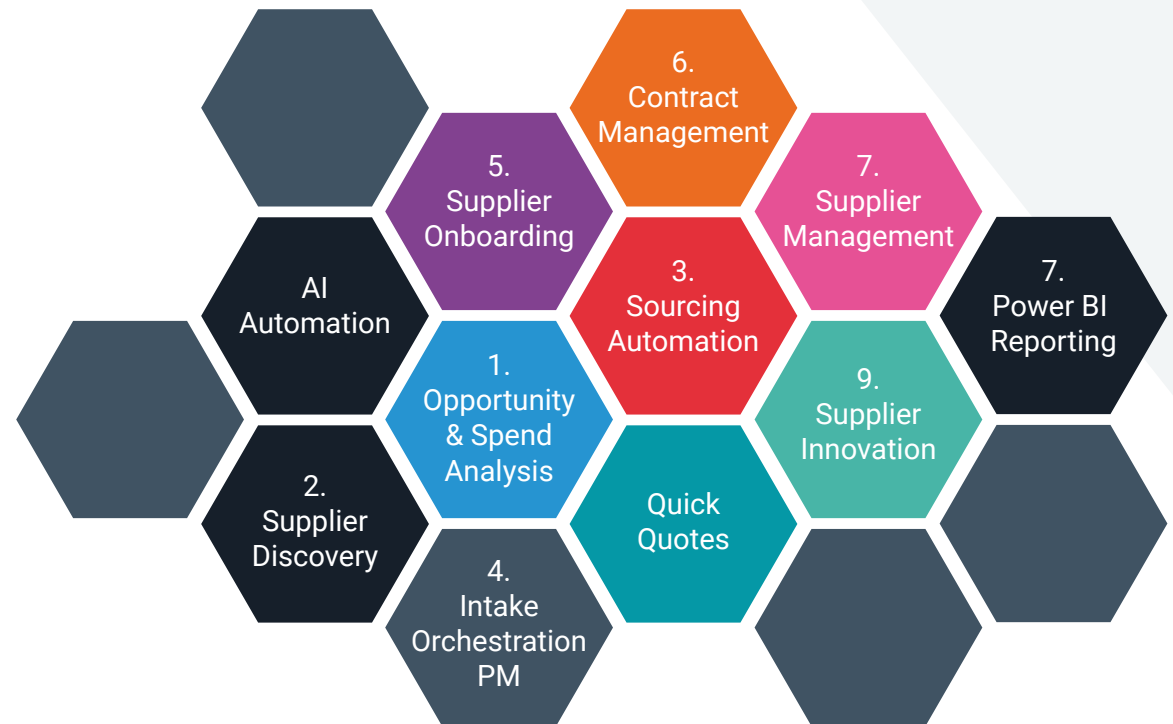 6.
Contract
Management
5.
Supplier
Onboarding
7.
Supplier
Management
AI
Automation
3.
Sourcing
Automation
7.
Power BI
Reporting
1.
Opportunity
& Spend
Analysis
9.
Supplier
Innovation
2.
Supplier
Discovery
Quick
Quotes
4.
Intake
Orchestration
PM